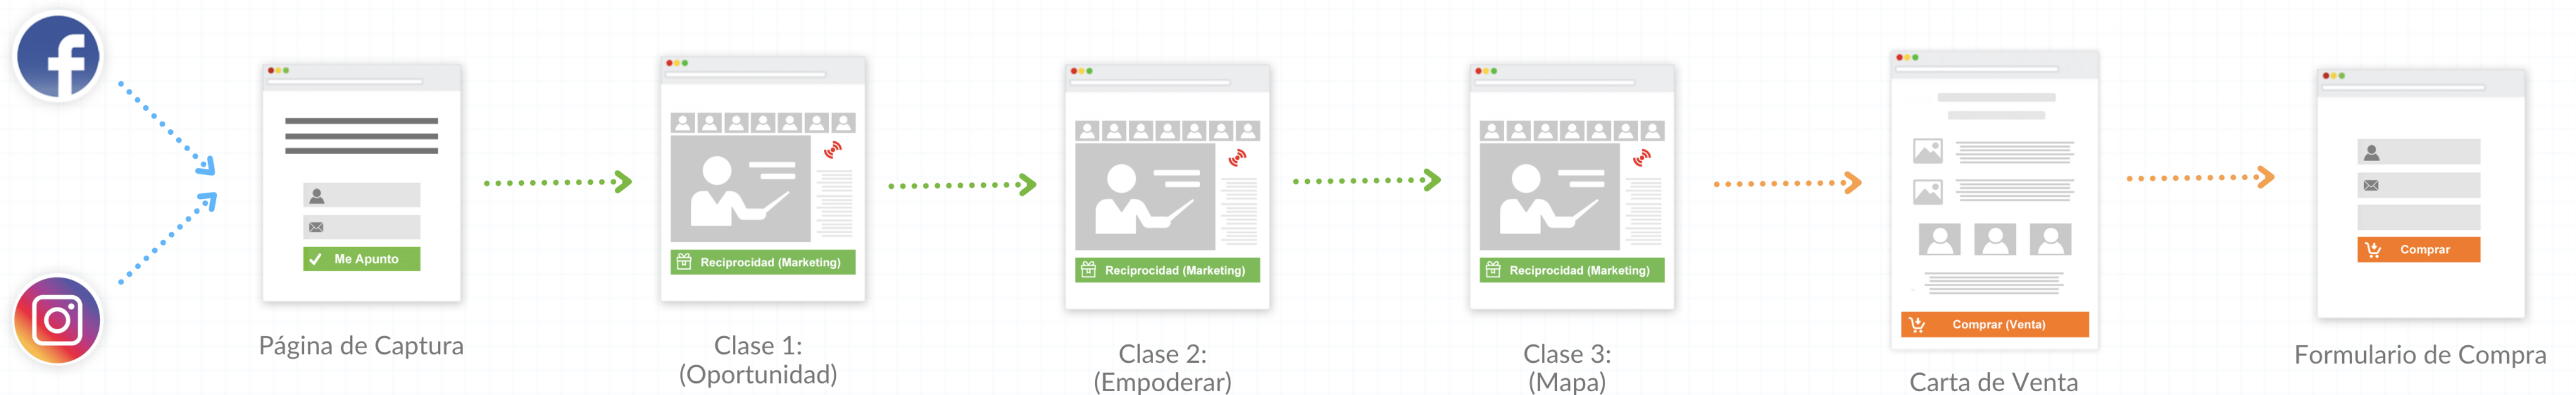 Me Apunto
Página de Captura
Reciprocidad (Marketing)
Clase 1:
(Oportunidad)
Reciprocidad (Marketing)
Clase 2:
(Empoderar)
Reciprocidad (Marketing)
Clase 3:
(Mapa)
Comprar (Venta)
Carta de Venta
Comprar
Formulario de Compra